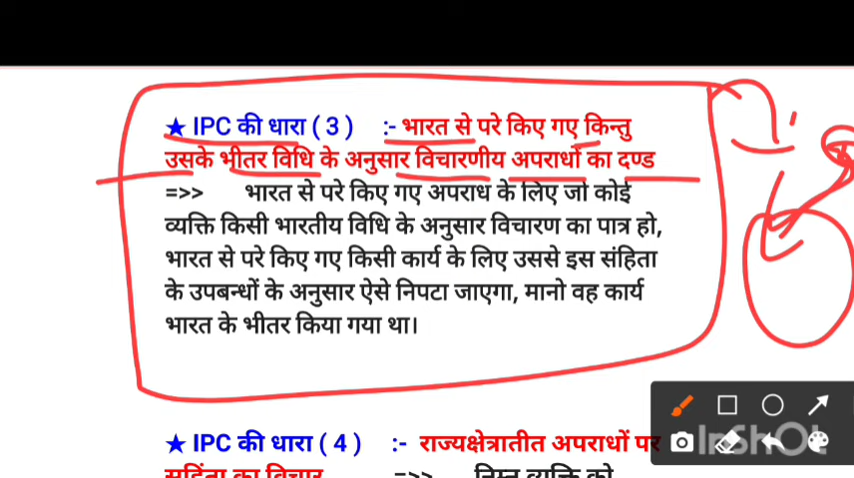 ★ IPC की धारा ( 3 ) :- भारत से परे किए गए किन्तु
उसके भीतर विधि के अनुसार विचारणीय अपराधों का दण्ड
=>> भारत से परे किए गए अपराध के लिए जो कोई
व्यक्ति किसी भारतीय विधि के अनुसार विचारण का पात्र हो,
भारत से परे किए गए किसी कार्य के लिए उससे इस संहिता
के उपबन्धों के अनुसार ऐसे निपटा जाएगा, मानो वह कार्य
भारत के भीतर किया गया था।
★ IPC की धारा ( 4 ) :- राज्यक्षेत्रातीत अपराधों पर
का विचार =>> निम्न व्यक्ति को
InShOt